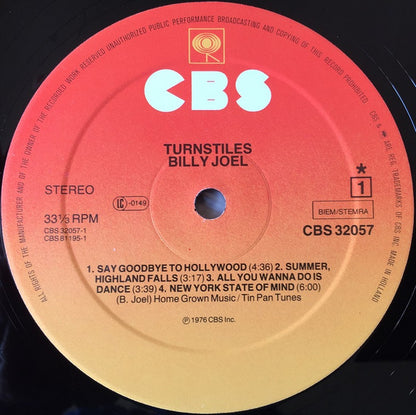 ALL RIGHTS OF THE MANUFACTURER AND OF THE OWNER OF THE RECORDED WORK RESERVED UNAUTHORIZED PUBLIC PERFORMANCE BROADCASTING AND COPYING OF THIS RECORD PROHIBITED. CBS & ARE REG. TRADEMARKS OF CBS INC. MADE IN HOLLAND
CBS
TURNSTILES
BILLY JOEL
STEREO
LC-0149
*
1
33⅓ RPM
BIEM/STEMRA
CBS 32057-1
CBS 81195-1
CBS 32057
1. SAY GOODBYE TO HOLLYWOOD (4:36) 2. SUMMER,
HIGHLAND FALLS (3:17) 3. ALL YOU WANNA DO IS
DANCE (3:39) 4. NEW YORK STATE OF MIND (6:00)
(B. Joel) Home Grown Music / Tin Pan Tunes
℗ 1976 CBS Inc.